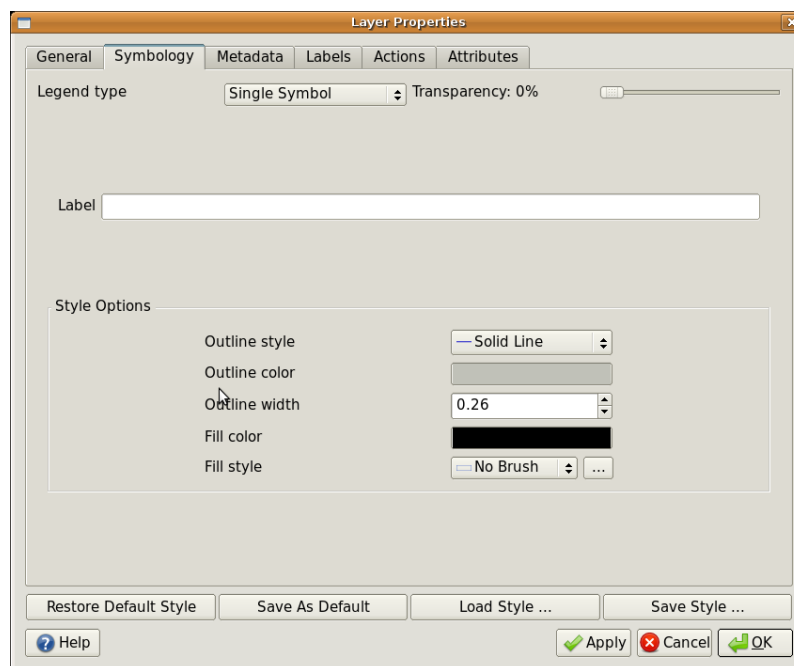 Layer Properties
General Symbology Metadata Labels Actions Attributes
Legend type Single Symbol Transparency: 0%
Label
Style Options
Outline style Solid Line
Outline color
Outline width 0.26
Fill color
Fill style No Brush ...
Restore Default Style Save As Default Load Style ... Save Style ...
Help Apply Cancel OK